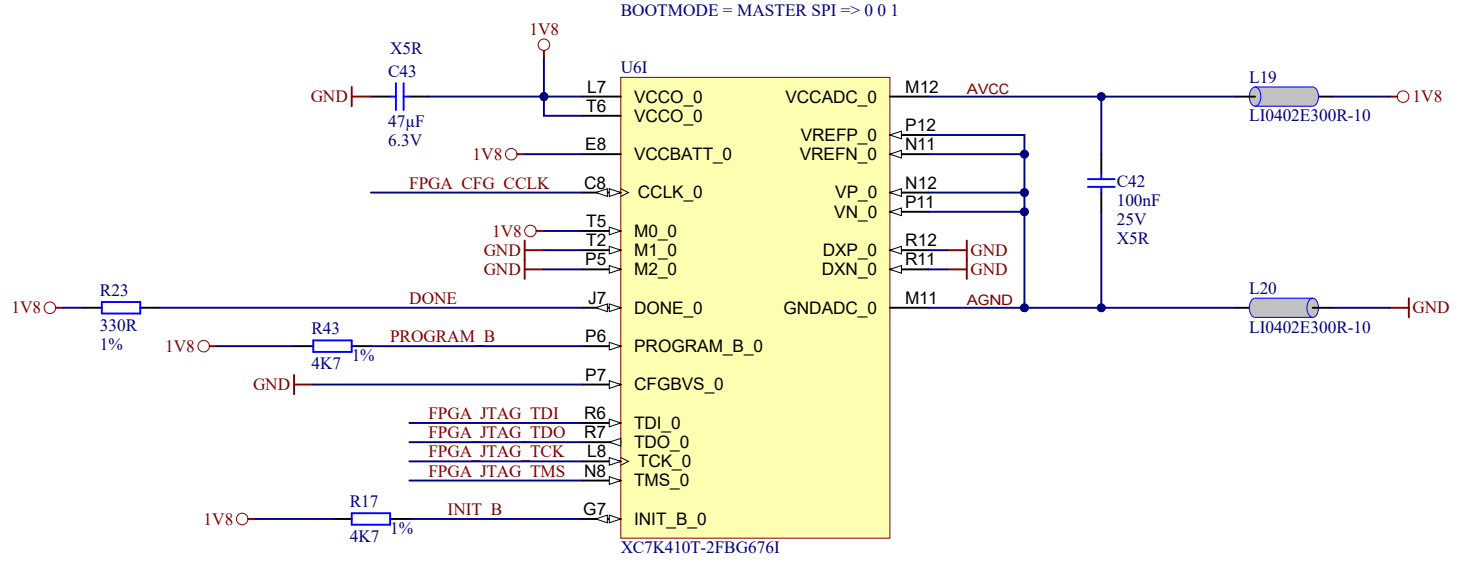 BOOTMODE = MASTER SPI => 0 0 1
1V8
X5R
C43
GND
47µF
6.3V
U6I
L7 VCCO_0
T6 VCCO_0
1V8 E8 VCCBATT_0
FPGA_CFG_CCLK C8 CCLK_0
1V8 T5 M0_0
GND T2 M1_0
GND P5 M2_0
1V8 R23 330R 1% DONE J7 DONE_0
1V8 R43 4K7 1% PROGRAM_B P6 PROGRAM_B_0
GND P7 CFGBVS_0
FPGA_JTAG_TDI R6 TDI_0
FPGA_JTAG_TDO R7 TDO_0
FPGA_JTAG_TCK L8 TCK_0
FPGA_JTAG_TMS N8 TMS_0
1V8 R17 4K7 1% INIT_B G7 INIT_B_0
XC7K410T-2FBG676I
VCCADC_0 M12 AVCC
VREFP_0 P12
VREFN_0 N11
VP_0 N12
VN_0 P11
DXP_0 R12 GND
DXN_0 R11 GND
GNDADC_0 M11 AGND
L19
LI0402E300R-10
1V8
C42
100nF
25V
X5R
L20
LI0402E300R-10
GND